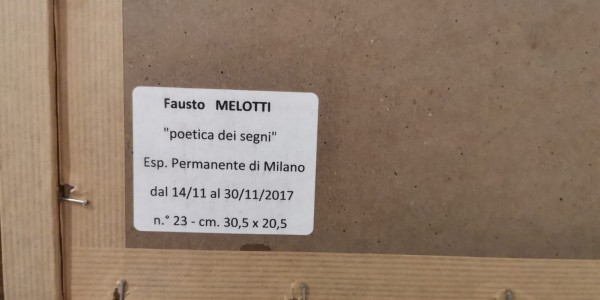 Fausto MELOTTI
"poetica dei segni"
Esp. Permanente di Milano
dal 14/11 al 30/11/2017
n.° 23 - cm. 30,5 x 20,5